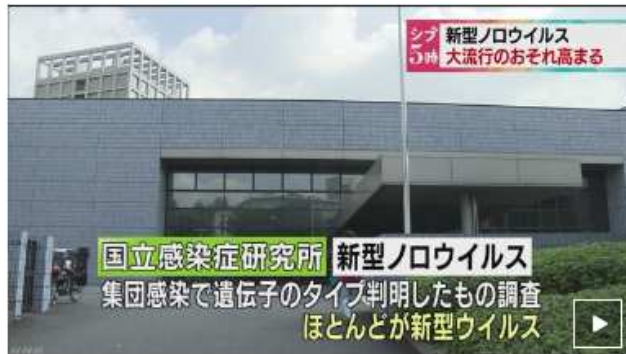 シブ5時
新型ノロウイルス
大流行のおそれ高まる
国立感染症研究所 新型ノロウイルス
集団感染で遺伝子のタイプ判明したもの調査
ほとんどが新型ウイルス
NHK